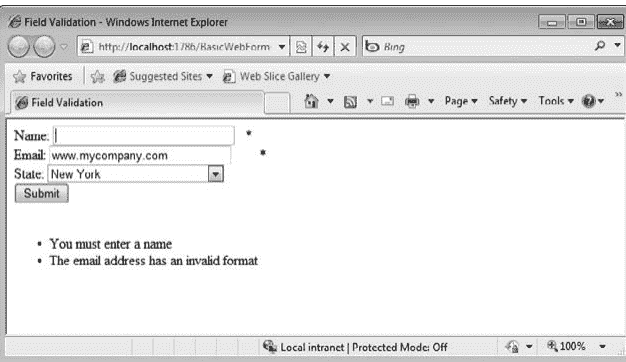 Field Validation - Windows Internet Explorer
http://localhost:1786/BasicWebForm
Bing
Favorites
Suggested Sites
Web Slice Gallery
Field Validation
Page
Safety
Tools
»
Name: *
Email: www.mycompany.com *
State: New York
Submit
• You must enter a name
• The email address has an invalid format
Local intranet | Protected Mode: Off
100%